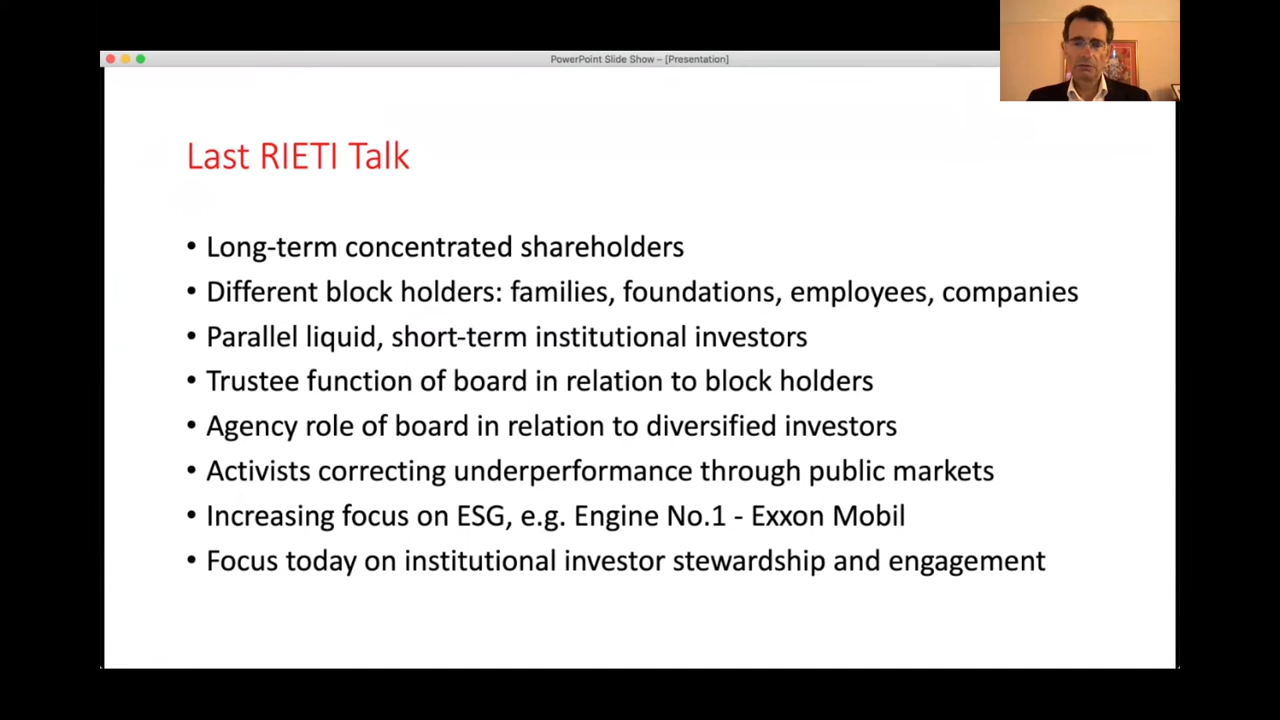 PowerPoint Slide Show – [Presentation]
Last RIETI Talk
• Long-term concentrated shareholders
• Different block holders: families, foundations, employees, companies
• Parallel liquid, short-term institutional investors
• Trustee function of board in relation to block holders
• Agency role of board in relation to diversified investors
• Activists correcting underperformance through public markets
• Increasing focus on ESG, e.g. Engine No.1 - Exxon Mobil
• Focus today on institutional investor stewardship and engagement